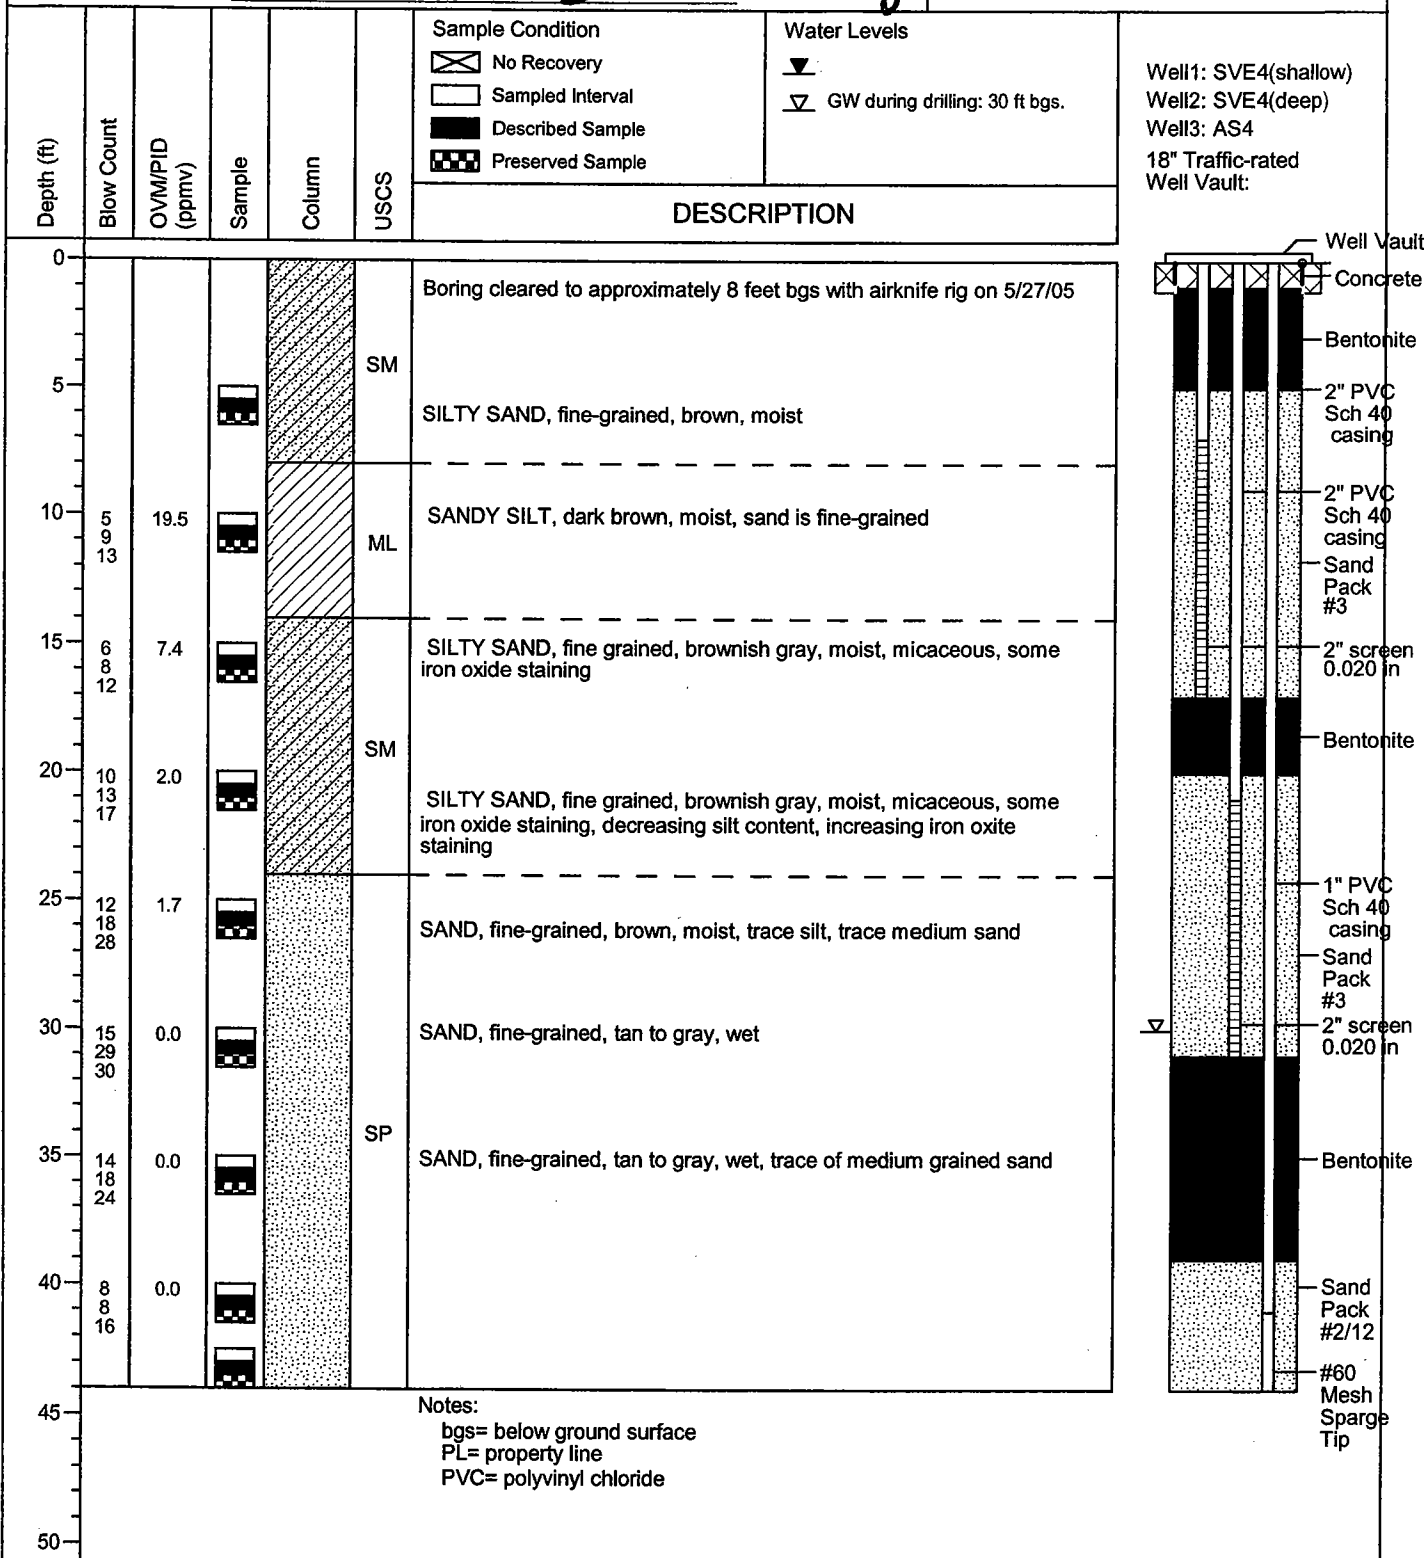 Sample Condition
No Recovery
Sampled Interval
Described Sample
Preserved Sample
Water Levels
GW during drilling: 30 ft bgs.
Well1: SVE4(shallow)
Well2: SVE4(deep)
Well3: AS4
18" Traffic-rated
Well Vault:
Depth (ft)
Blow Count
OVM/PID
(ppmv)
Sample
Column
USCS
DESCRIPTION
0
Boring cleared to approximately 8 feet bgs with airknife rig on 5/27/05
SM
5
SILTY SAND, fine-grained, brown, moist
10
5
9
13
19.5
ML
SANDY SILT, dark brown, moist, sand is fine-grained
15
6
8
12
7.4
SILTY SAND, fine grained, brownish gray, moist, micaceous, some
iron oxide staining
SM
20
10
13
17
2.0
SILTY SAND, fine grained, brownish gray, moist, micaceous, some
iron oxide staining, decreasing silt content, increasing iron oxite
staining
25
12
18
28
1.7
SAND, fine-grained, brown, moist, trace silt, trace medium sand
30
15
29
30
0.0
SAND, fine-grained, tan to gray, wet
SP
35
14
18
24
0.0
SAND, fine-grained, tan to gray, wet, trace of medium grained sand
40
8
8
16
0.0
45
50
Well Vault
Concrete
Bentonite
2" PVC
Sch 40
casing
2" PVC
Sch 40
casing
Sand
Pack
#3
2" screen
0.020 in
Bentonite
1" PVC
Sch 40
casing
Sand
Pack
#3
2" screen
0.020 in
Bentonite
Sand
Pack
#2/12
#60
Mesh
Sparge
Tip
Notes:
bgs= below ground surface
PL= property line
PVC= polyvinyl chloride